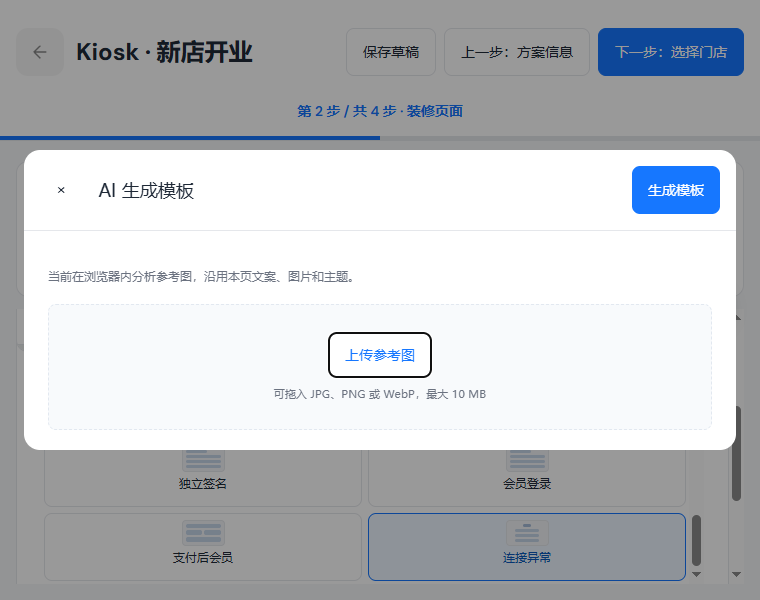 Kiosk · 新店开业
保存草稿
上一步：方案信息
下一步：选择门店
第 2 步 / 共 4 步 · 装修页面
× AI 生成模板
生成模板
当前在浏览器内分析参考图，沿用本页文案、图片和主题。
上传参考图
可拖入 JPG、PNG 或 WebP，最大 10 MB
独立签名
会员登录
支付后会员
连接异常